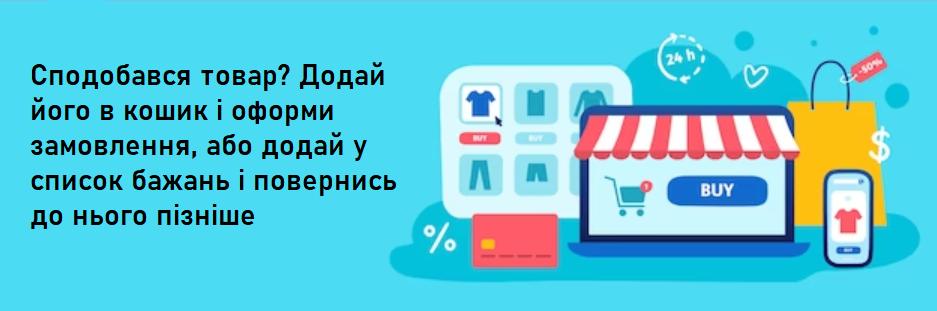 Сподобався товар? Додай
його в кошик і оформи
замовлення, або додай у
список бажань і повернись
до нього пізніше
24 h
-50%
BUY
BUY
1
BUY
$
%
BUY